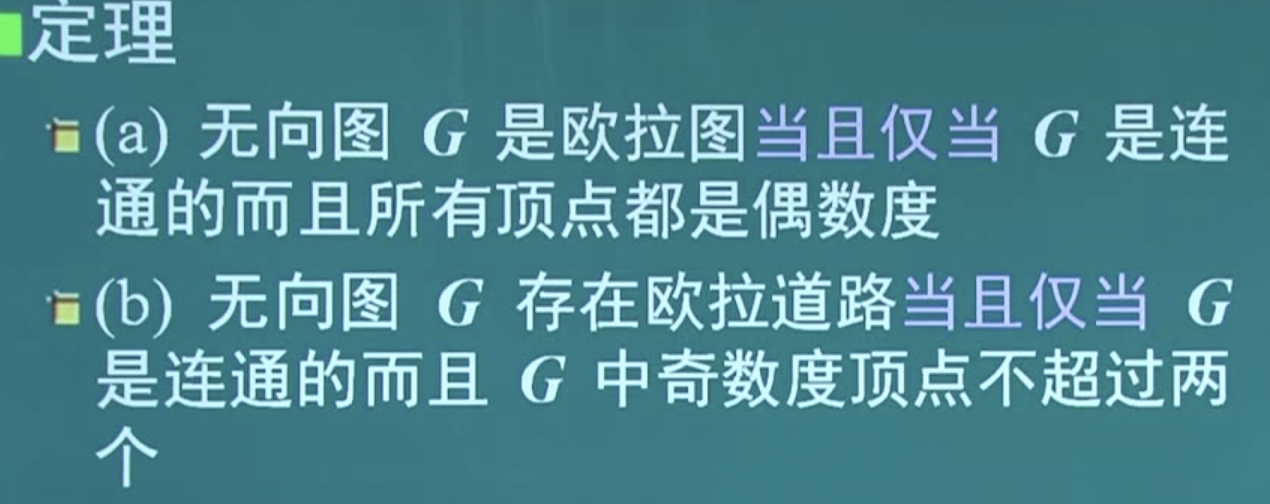 定理
(a) 无向图 G 是欧拉图当且仅当 G 是连
通的而且所有顶点都是偶数度
(b) 无向图 G 存在欧拉道路当且仅当 G
是连通的而且 G 中奇数度顶点不超过两
个